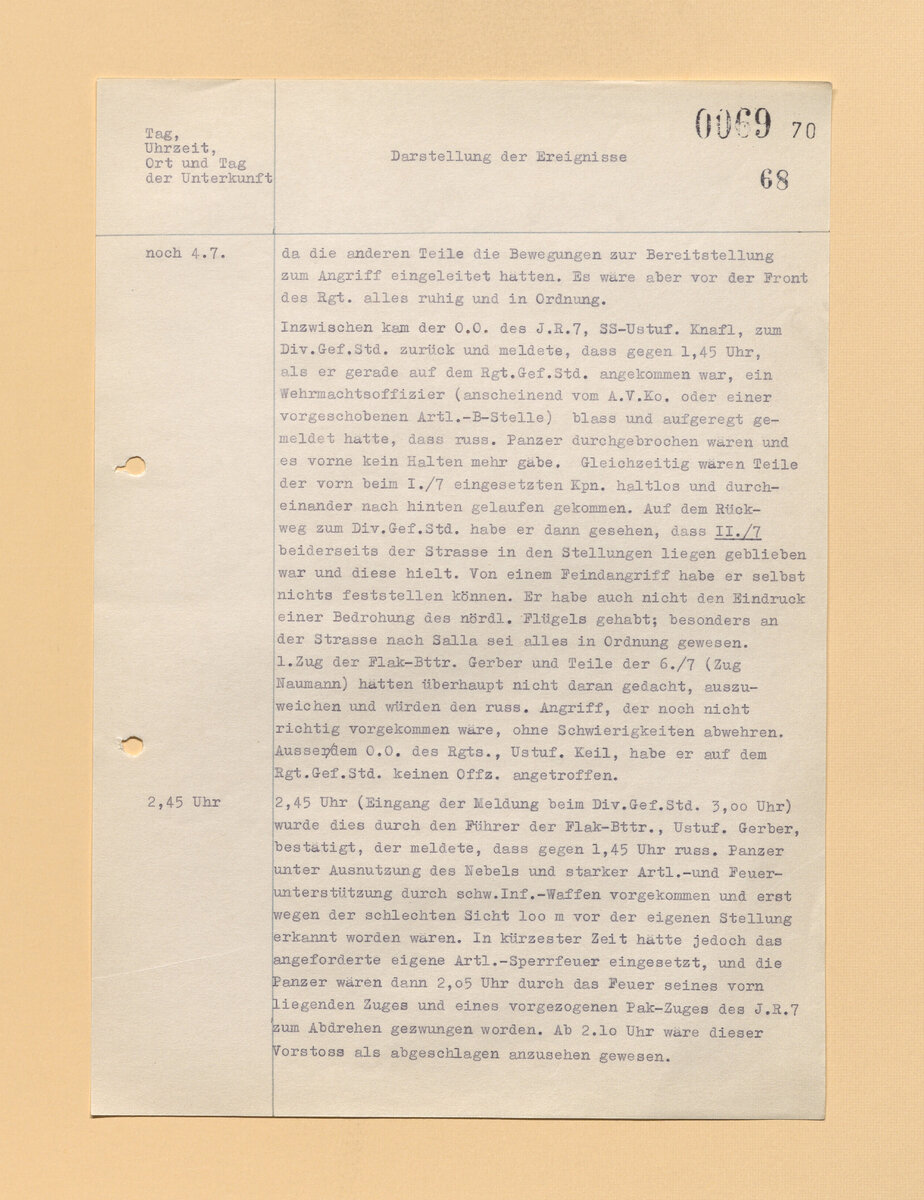 0069 70
68
Tag,
Uhrzeit,
Ort und Tag
der Unterkunft
Darstellung der Ereignisse
noch 4.7.
da die anderen Teile die Bewegungen zur Bereitstellung
zum Angriff eingeleitet hätten. Es wäre aber vor der Front
des Rgt. alles ruhig und in Ordnung.
Inzwischen kam der O.O. des J.R.7, SS-Ustuf. Knafl, zum
Div.Gef.Std. zurück und meldete, dass gegen 1,45 Uhr,
als er gerade auf dem Rgt.Gef.Std. angekommen war, ein
Wehrmachtsoffizier (anscheinend vom A.V.Ko. oder einer
vorgeschobenen Artl.-B-Stelle) blass und aufgeregt ge-
meldet hätte, dass russ. Panzer durchgebrochen wären und
es vorne kein Halten mehr gäbe. Gleichzeitig wären Teile
der vorn beim I./7 eingesetzten Kpn. haltlos und durch-
einander nach hinten gelaufen gekommen. Auf dem Rück-
weg zum Div.Gef.Std. habe er dann gesehen, dass II./7
beiderseits der Strasse in den Stellungen liegen geblieben
war und diese hielt. Von einem Feindangriff habe er selbst
nichts feststellen können. Er habe auch nicht den Eindruck
einer Bedrohung des nördl. Flügels gehabt; besonders an
der Strasse nach Salla sei alles in Ordnung gewesen.
1.Zug der Flak-Bttr. Gerber und Teile der 6./7 (Zug
Naumann) hätten überhaupt nicht daran gedacht, auszu-
weichen und würden den russ. Angriff, der noch nicht
richtig vorgekommen wäre, ohne Schwierigkeiten abwehren.
Ausserdem O.O. des Rgts., Ustuf. Keil, habe er auf dem
Rgt.Gef.Std. keinen Offz. angetroffen.
2,45 Uhr
2,45 Uhr (Eingang der Meldung beim Div.Gef.Std. 3,oo Uhr)
wurde dies durch den Führer der Flak-Bttr., Ustuf. Gerber,
bestätigt, der meldete, dass gegen 1,45 Uhr russ. Panzer
unter Ausnutzung des Nebels und starker Artl.-und Feuer-
unterstützung durch schw.Inf.-Waffen vorgekommen und erst
wegen der schlechten Sicht 1oo m vor der eigenen Stellung
erkannt worden wären. In kürzester Zeit hätte jedoch das
angeforderte eigene Artl.-Sperrfeuer eingesetzt, und die
Panzer wären dann 2,o5 Uhr durch das Feuer seines vorn
liegenden Zuges und eines vorgezogenen Pak-Zuges des J.R.7
zum Abdrehen gezwungen worden. Ab 2.1o Uhr wäre dieser
Vorstoss als abgeschlagen anzusehen gewesen.